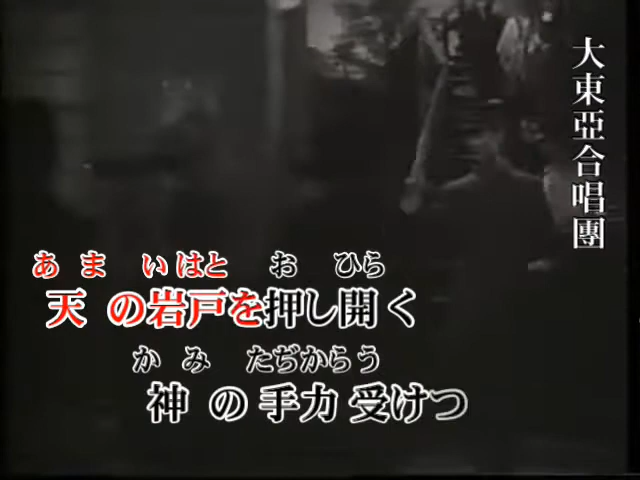 大東亞合唱團
あま いはと お ひら
天の岩戸を押し開く
かみ たぢからう
神の手力受けつ